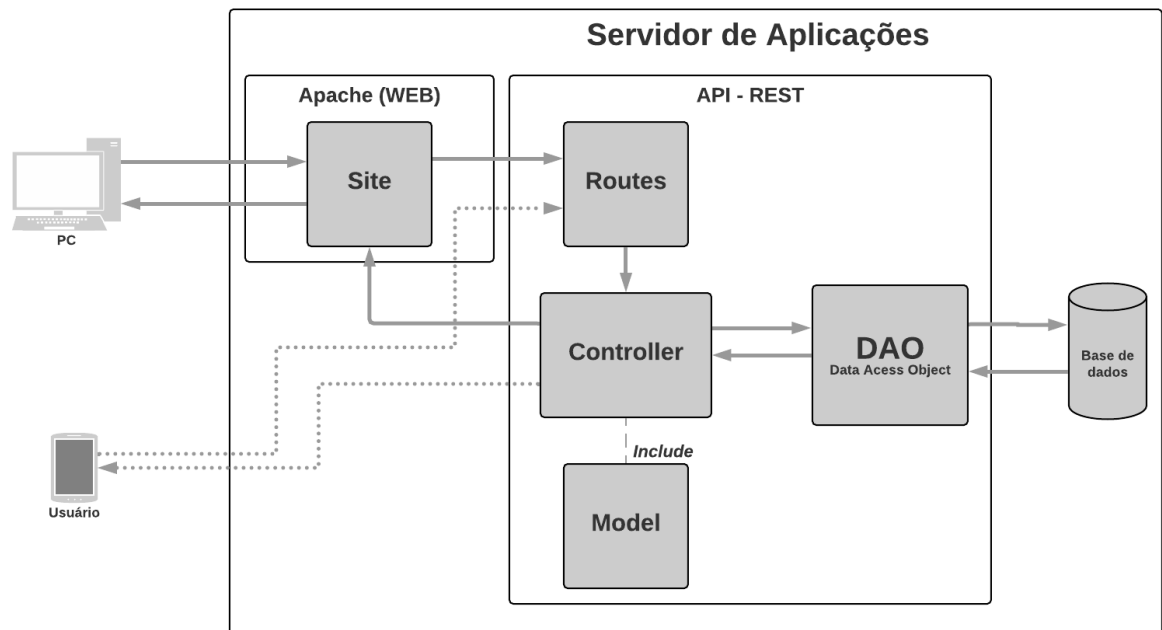 Servidor de Aplicações
Apache (WEB)
API - REST
Site
Routes
PC
Controller
DAO
Data Acess Object
Base de
dados
Include
Usuário
Model